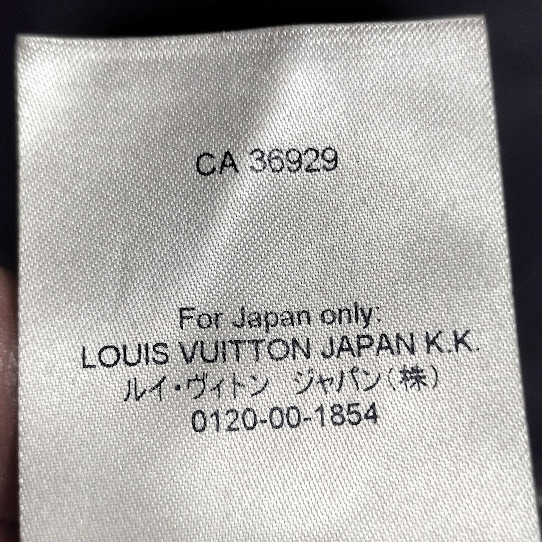 CA 36929
For Japan only:
LOUIS VUITTON JAPAN K.K.
ルイ・ヴィトン ジャパン(株)
0120-00-1854